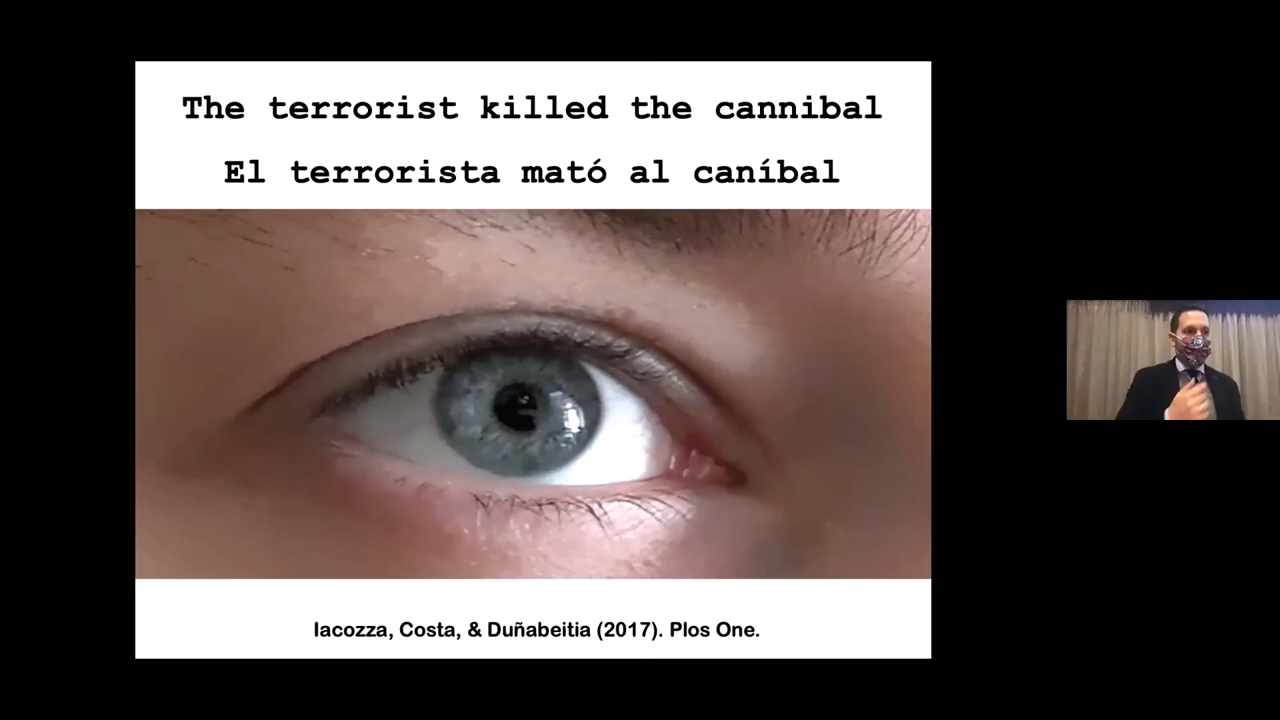 The terrorist killed the cannibal
El terrorista mató al caníbal
Iacozza, Costa, & Duñabeitia (2017). Plos One.